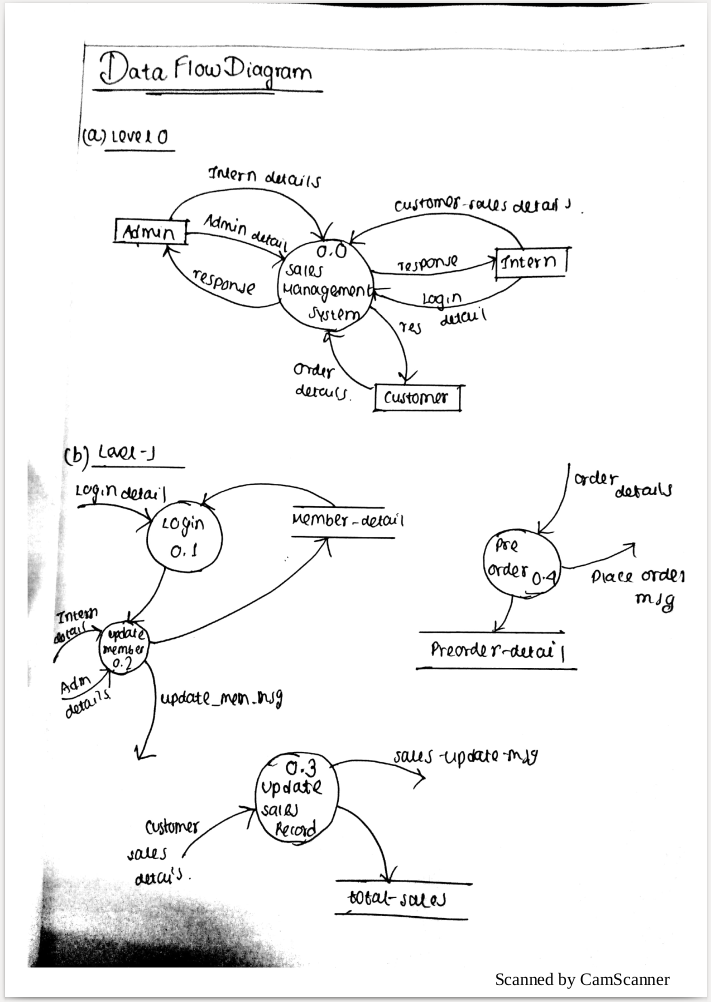 Data Flow Diagram
(a) Level 0
Intern details
Customer-sales details.
Admin
Admin detail
0.0
Sales
Management
System
response
Intern
response
Login
detail
res
Order
details.
Customer
(b) Level-1
Login detail
Login
0.1
Member-detail
Order
details
Pre
order 0.4
Place order
msg
Preorder-detail
Intern
detail
update
member
0.2
Adm
details.
update_mem_msg
sales-update-msg
0.3
update
sales
Record
Customer
sales
details.
total-sales
Scanned by CamScanner